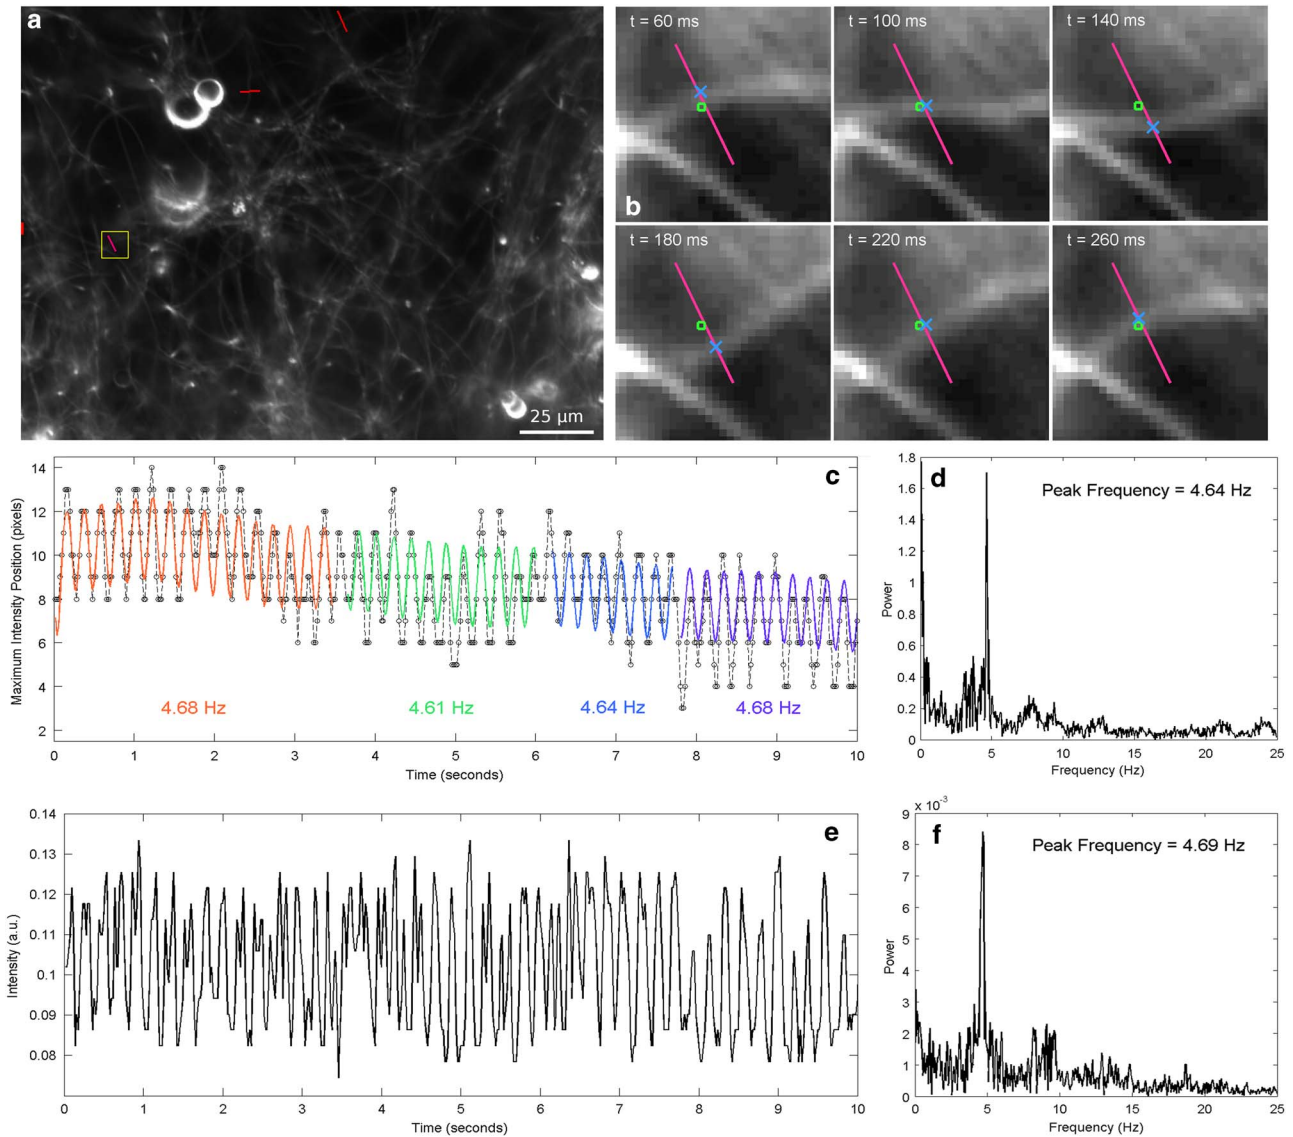 a
25 µm
t = 60 ms
t = 100 ms
t = 140 ms
b
t = 180 ms
t = 220 ms
t = 260 ms
c
Maximum Intensity Position (pixels)
14
12
10
8
6
4
2
4.68 Hz
4.61 Hz
4.64 Hz
4.68 Hz
0 1 2 3 4 5 6 7 8 9 10
Time (seconds)
d
Peak Frequency = 4.64 Hz
Power
1.8
1.6
1.4
1.2
1
0.8
0.6
0.4
0.2
0
0 5 10 15 20 25
Frequency (Hz)
e
Intensity (a.u.)
0.14
0.13
0.12
0.11
0.1
0.09
0.08
0 1 2 3 4 5 6 7 8 9 10
Time (seconds)
f
x 10⁻³
Peak Frequency = 4.69 Hz
Power
9
8
7
6
5
4
3
2
1
0
0 5 10 15 20 25
Frequency (Hz)